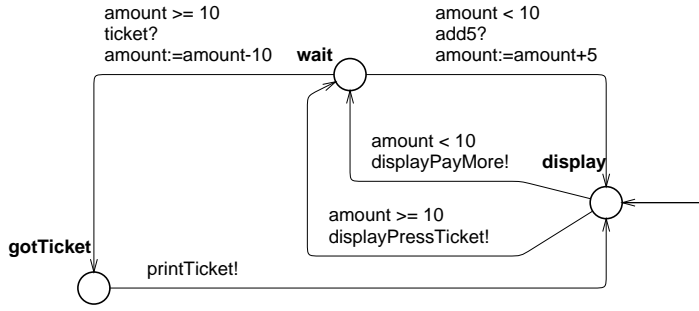 amount >= 10
ticket?
amount:=amount-10
wait
amount < 10
add5?
amount:=amount+5
amount < 10
displayPayMore!
display
amount >= 10
displayPressTicket!
gotTicket
printTicket!